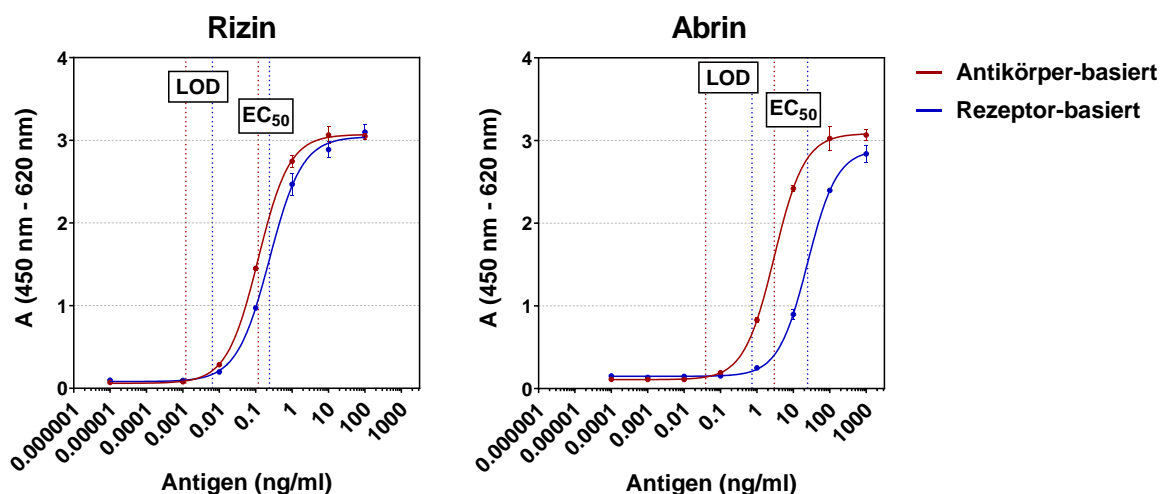 Rizin
A (450 nm - 620 nm)
4
3
2
1
0
LOD
EC50
0.000001
0.00001
0.0001
0.001
0.01
0.1
1
10
100
1000
Antigen (ng/ml)
Abrin
A (450 nm - 620 nm)
4
3
2
1
0
LOD
EC50
0.000001
0.00001
0.0001
0.001
0.01
0.1
1
10
100
1000
Antigen (ng/ml)
Antikörper-basiert
Rezeptor-basiert